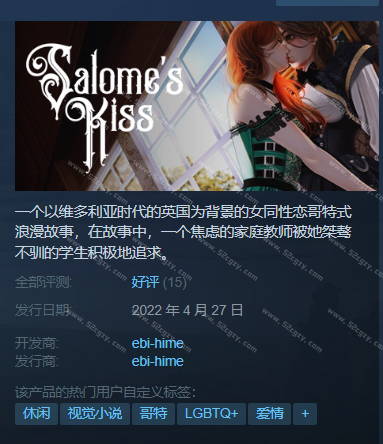 Salome's
Kiss
一个以维多利亚时代的英国为背景的女同性恋哥特式
浪漫故事，在故事中，一个焦虑的家庭教师被她桀骜
不驯的学生积极地追求。
全部评测: 好评 (15)
发行日期: 2022 年 4 月 27 日
开发商: ebi-hime
发行商: ebi-hime
该产品的热门用户自定义标签：
休闲 视觉小说 哥特 LGBTQ+ 爱情 +
www.52zgry.com